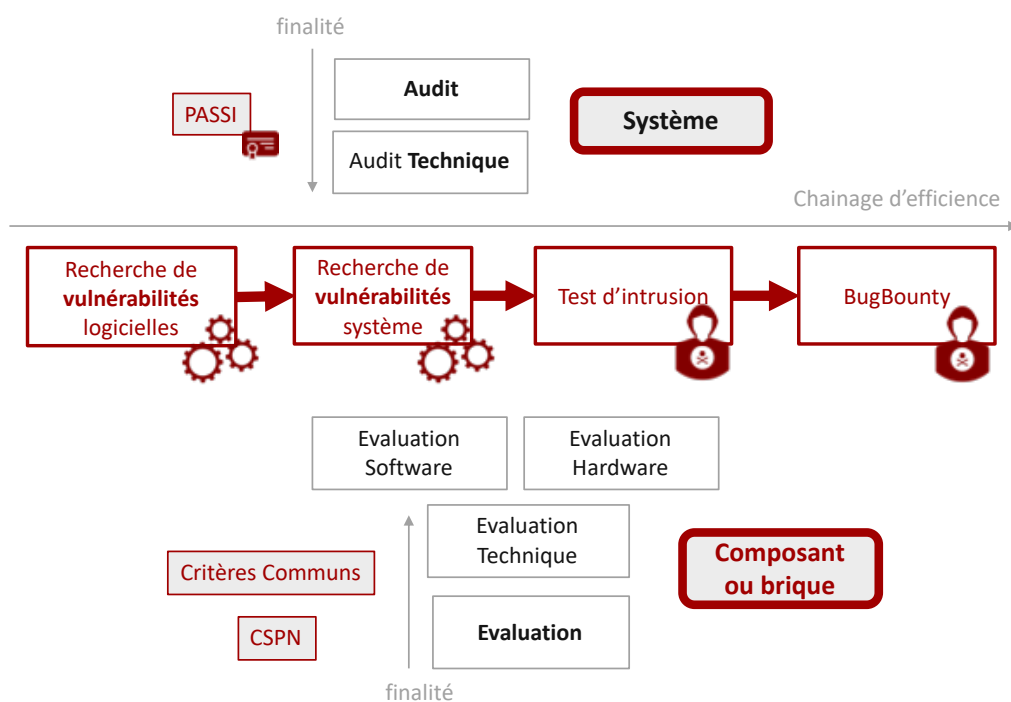 finalité
Audit
PASSI
Système
Audit Technique
Chainage d'efficience
Recherche de
vulnérabilités
logicielles
Recherche de
vulnérabilités
système
Test d'intrusion
BugBounty
Evaluation
Software
Evaluation
Hardware
Evaluation
Technique
Composant
ou brique
Critères Communs
CSPN
Evaluation
finalité